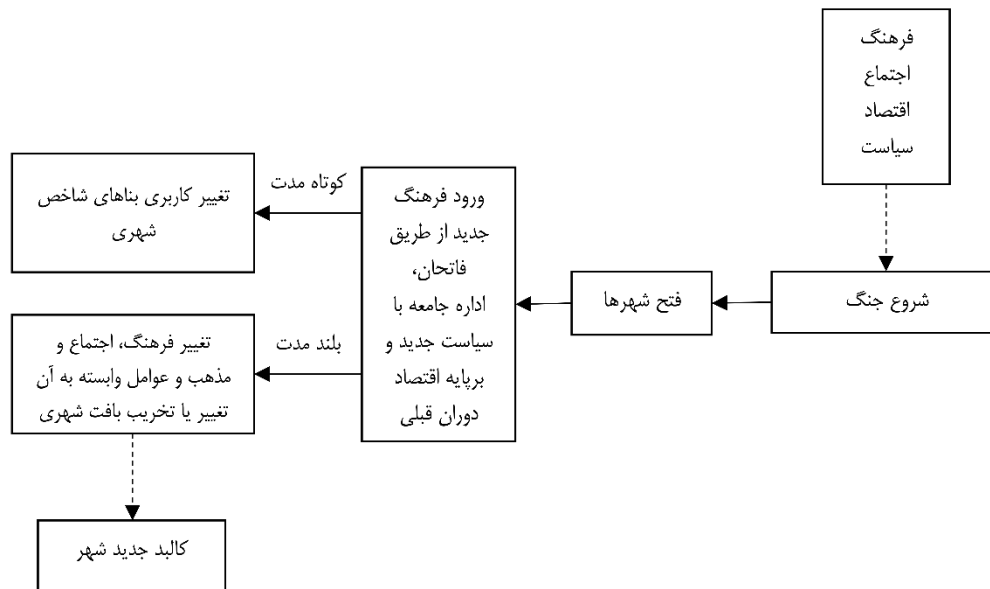 فرهنگ
اجتماع
اقتصاد
سیاست
شروع جنگ
فتح شهرها
ورود فرهنگ
جدید از طریق
فاتحان،
اداره جامعه با
سیاست جدید و
برپایه اقتصاد
دوران قبلی
کوتاه مدت
تغییر کاربری بناهای شاخص
شهری
بلند مدت
تغییر فرهنگ، اجتماع و
مذهب و عوامل وابسته به آن
تغییر یا تخریب بافت شهری
کالبد جدید شهر